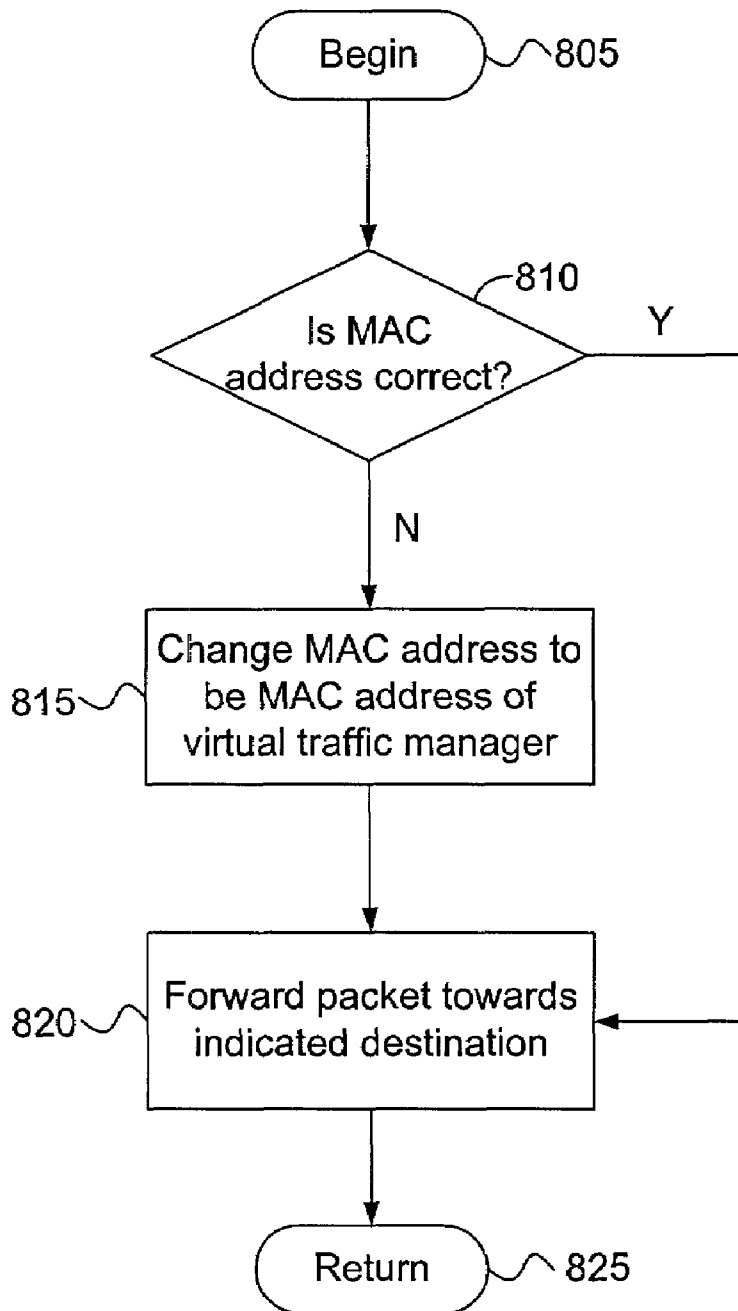 Begin
805
810
Is MAC
address correct?
Y
N
815
Change MAC address to
be MAC address of
virtual traffic manager
820
Forward packet towards
indicated destination
Return
825